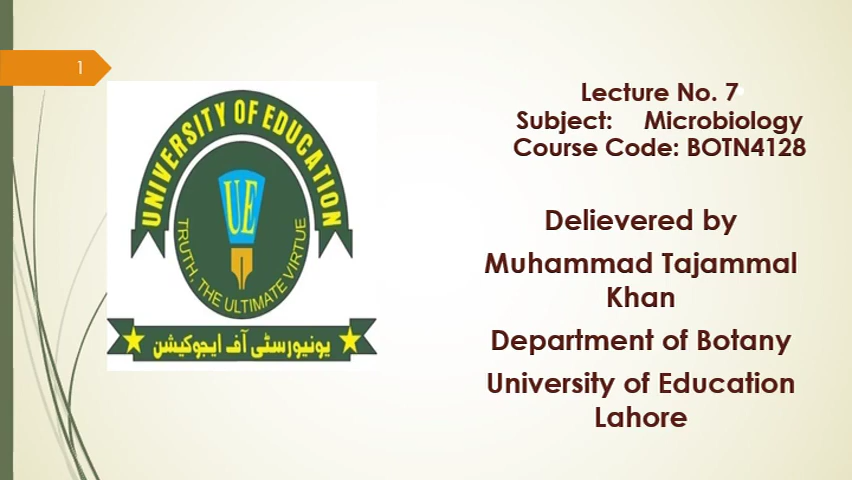 1
UNIVERSITY OF EDUCATION
UE
TRUTH, THE ULTIMATE VIRTUE
یونیورسٹی آف ایجوکیشن
Lecture No. 7
Subject: Microbiology
Course Code: BOTN4128
Delievered by
Muhammad Tajammal
Khan
Department of Botany
University of Education
Lahore